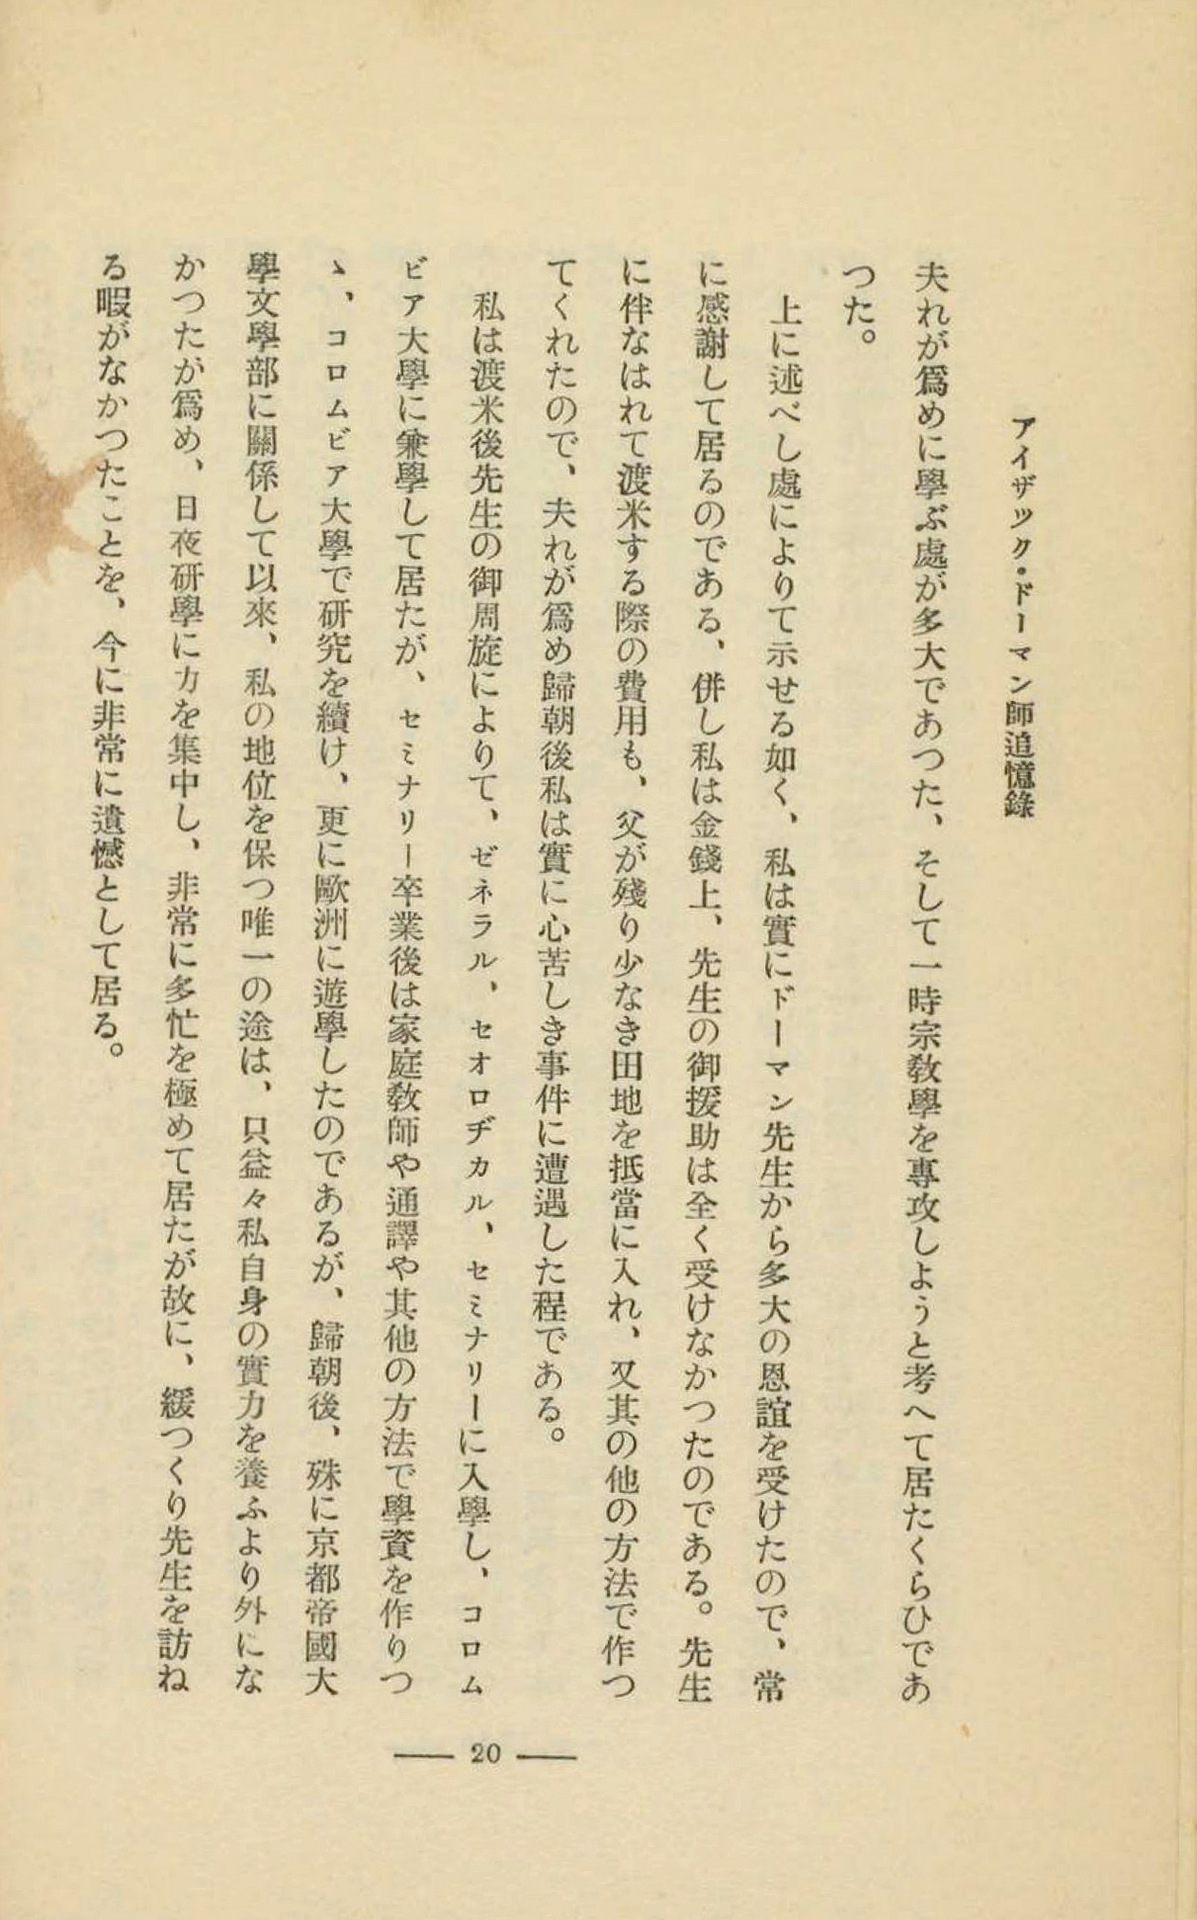 アイザック・ドーマン師追憶錄
夫れが爲めに學ぶ處が多大であつた、そして一時宗敎學を專攻しようと考へて居たくらひであ
つた。
上に述べし處によりて示せる如く、私は實にドーマン先生から多大の恩誼を受けたので、常
に感謝して居るのである、併し私は金錢上、先生の御援助は全く受けなかつたのである。先生
に伴なはれて渡米する際の費用も、父が殘り少なき田地を抵當に入れ、又其の他の方法で作つ
てくれたので、夫れが爲め歸朝後私は實に心苦しき事件に遭遇した程である。
私は渡米後先生の御周旋によりて、ゼネラル、セオロヂカル、セミナリーに入學し、コロム
ビア大學に兼學して居たが、セミナリー卒業後は家庭敎師や通譯や其他の方法で學資を作りつ
ゝ、コロムビア大學で硏究を續け、更に歐洲に遊學したのであるが、歸朝後、殊に京都帝國大
學文學部に關係して以來、私の地位を保つ唯一の途は、只益々私自身の實力を養ふより外にな
かつたが爲め、日夜硏學に力を集中し、非常に多忙を極めて居たが故に、緩つくり先生を訪ね
る暇がなかつたことを、今に非常に遺憾として居る。
— 20 —